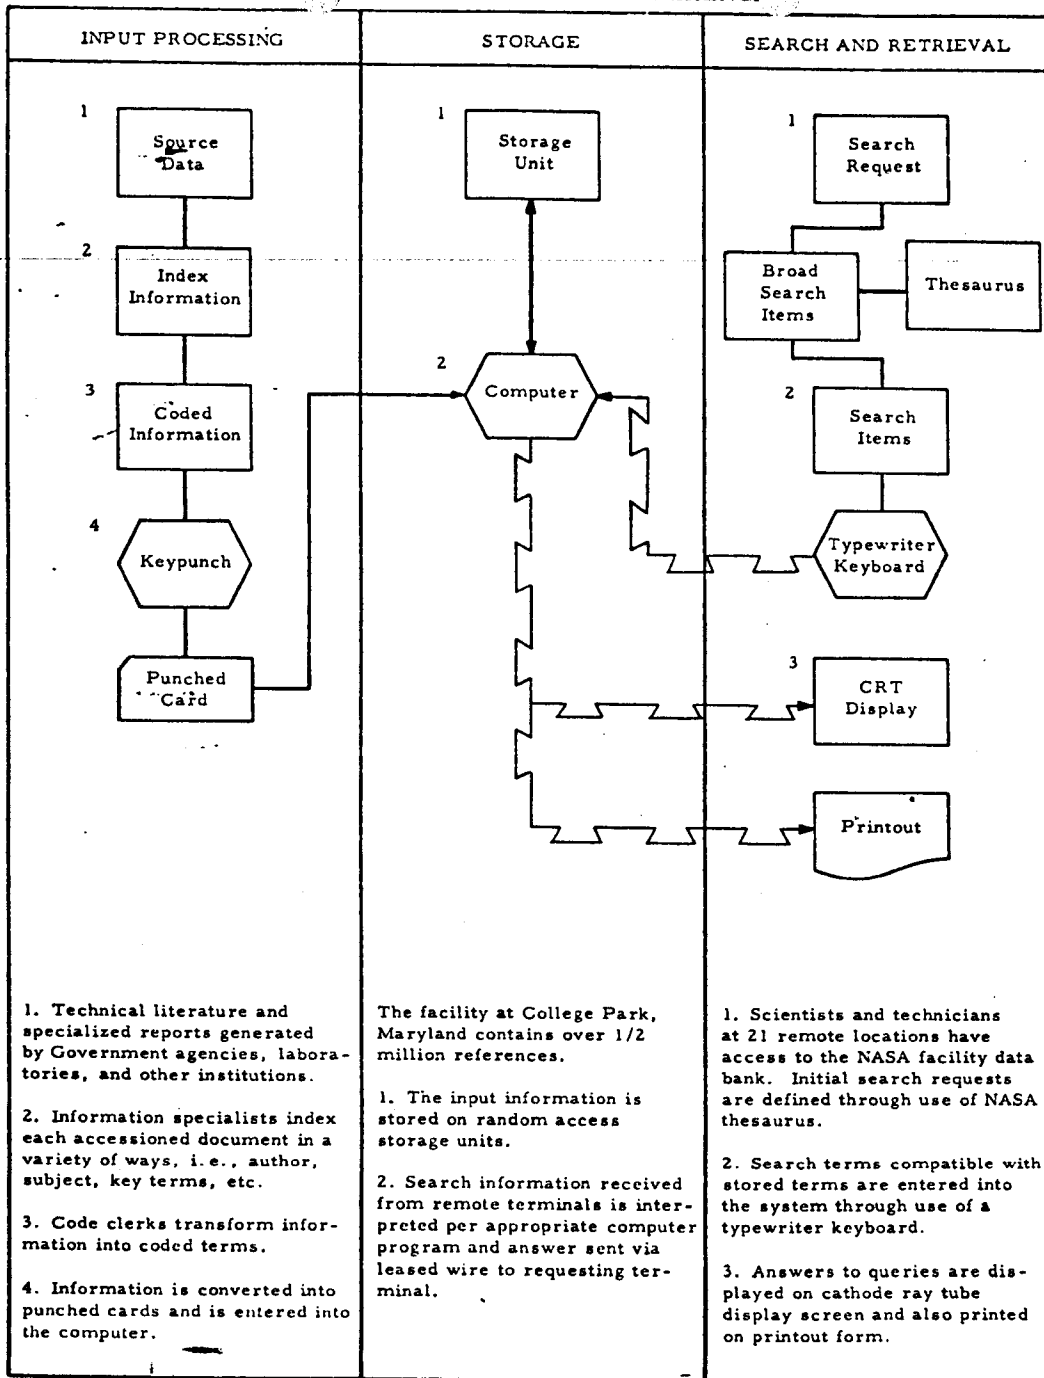 INPUT PROCESSING
STORAGE
SEARCH AND RETRIEVAL
1
Source
Data
2
Index
Information
3
Coded
Information
4
Keypunch
Punched
Card
1
Storage
Unit
2
Computer
1
Search
Request
Broad
Search
Items
Thesaurus
2
Search
Items
Typewriter
Keyboard
3
CRT
Display
Printout
1. Technical literature and
specialized reports generated
by Government agencies, labora-
tories, and other institutions.
2. Information specialists index
each accessioned document in a
variety of ways, i.e., author,
subject, key terms, etc.
3. Code clerks transform infor-
mation into coded terms.
4. Information is converted into
punched cards and is entered into
the computer.
The facility at College Park,
Maryland contains over 1/2
million references.
1. The input information is
stored on random access
storage units.
2. Search information received
from remote terminals is inter-
preted per appropriate computer
program and answer sent via
leased wire to requesting ter-
minal.
1. Scientists and technicians
at 21 remote locations have
access to the NASA facility data
bank. Initial search requests
are defined through use of NASA
thesaurus.
2. Search terms compatible with
stored terms are entered into
the system through use of a
typewriter keyboard.
3. Answers to queries are dis-
played on cathode ray tube
display screen and also printed
on printout form.